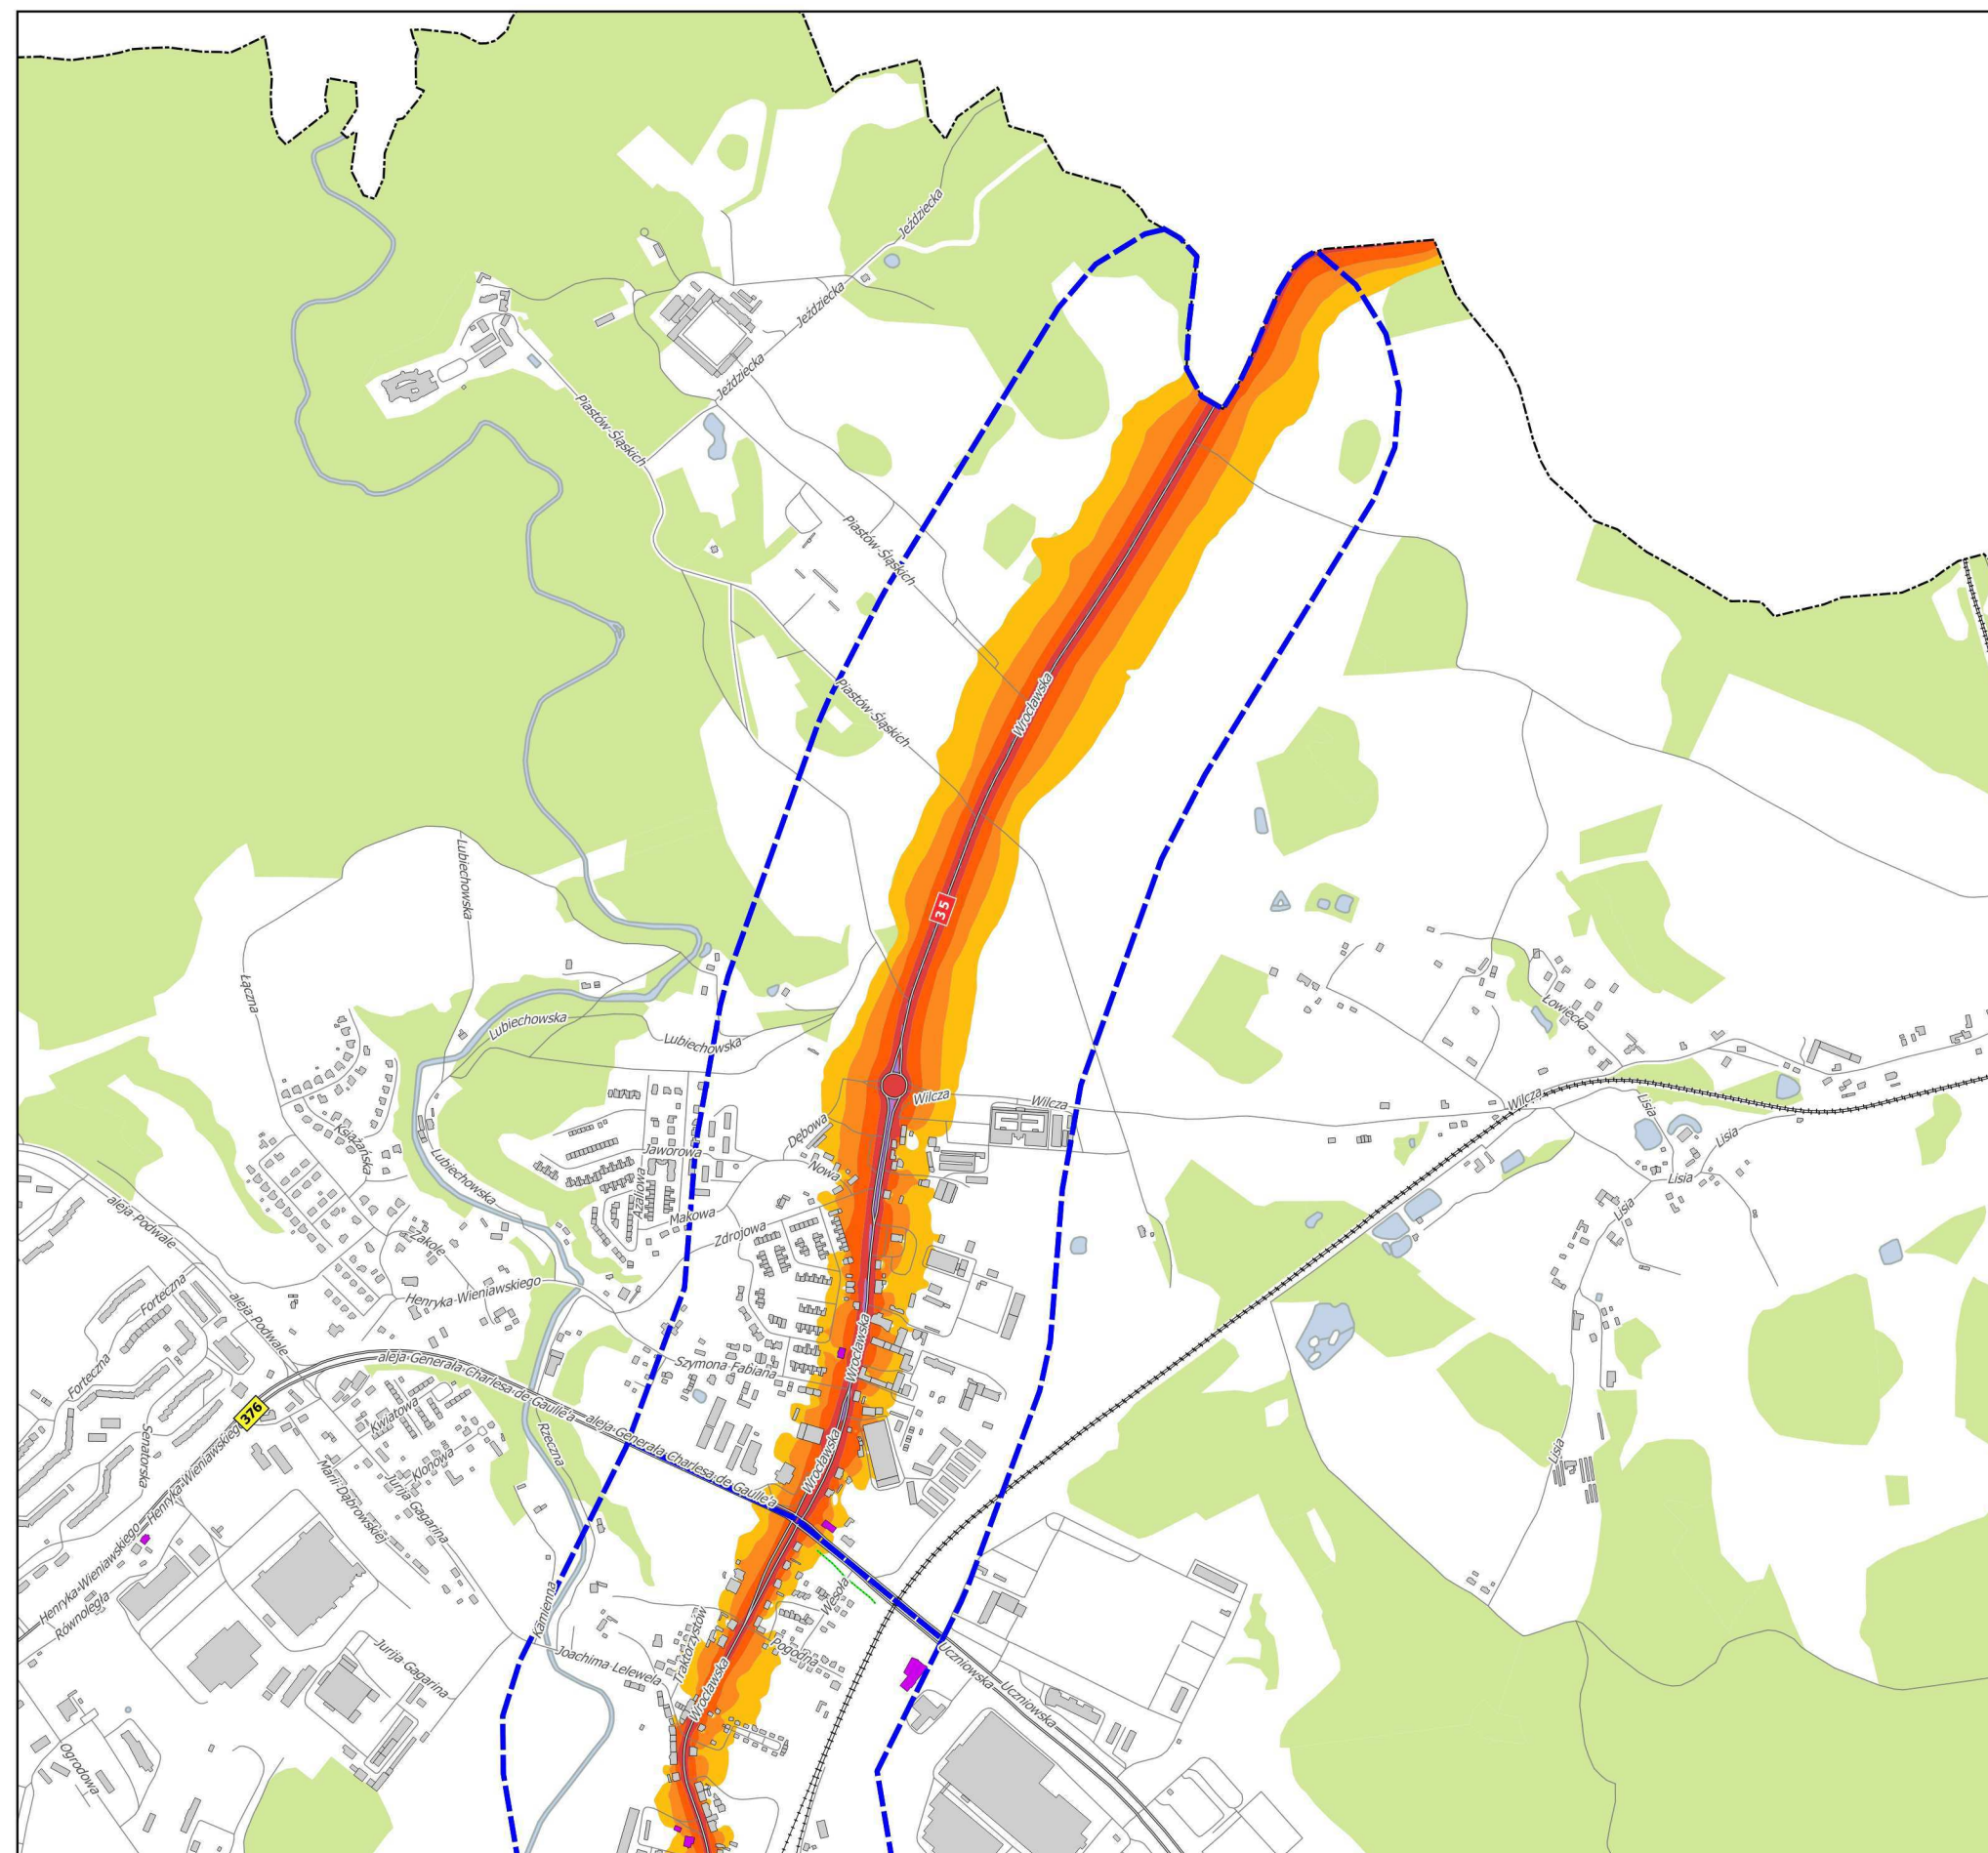 Jeździecka
Jeździecka
Jeździecka
Piastów Śląskich
Piastów Śląskich
Piastów Śląskich
Wrocławska
35
Lubiechowska
Łączna
Łowiecka
Lubiechowska
Lubiechowska
Wilcza
Wilcza
Wilcza
Lisia
Lisia
Lisia
Lisia
Książańska
Dębowa
Nowa
Jaworowa
Azaliowa
Lubiechowska
Makowa
Zdrojowa
aleja Podwale
Zakole
Henryka Wieniawskiego
Forteczna
aleja Podwale
Forteczna
Szymona Fabiana
Wrocławska
aleja Generała Charlesa de Gaulle'a
aleja Generała Charlesa de Gaulle'a
376
Kwiatowa
Klonowa
Senatorska
Henryka Wieniawskiego
Marii Dąbrowskiej
Jurija Gagarina
Rzeczna
Wrocławska
Lisia
Henryka Wieniawskiego
Równoległa
Kamienna
Wesoła
Traktorzystów
Pogodna
Joachima Lelewela
Jurija Gagarina
Wrocławska
Uczniowska
Uczniowska
Ogrodowa